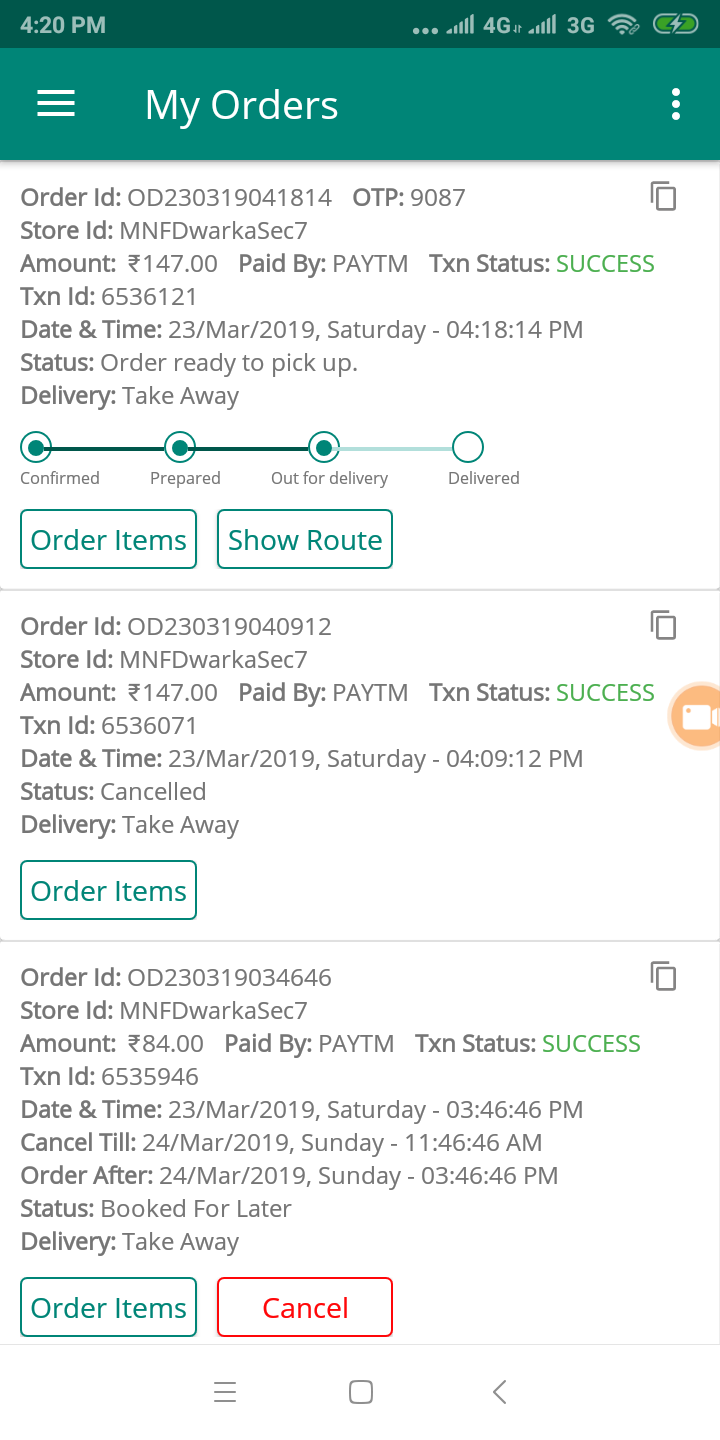 4:20 PM 4G 3G
My Orders
Order Id: OD230319041814 OTP: 9087
Store Id: MNFDwarkaSec7
Amount: ₹147.00 Paid By: PAYTM Txn Status: SUCCESS
Txn Id: 6536121
Date & Time: 23/Mar/2019, Saturday - 04:18:14 PM
Status: Order ready to pick up.
Delivery: Take Away
Confirmed Prepared Out for delivery Delivered
Order Items Show Route
Order Id: OD230319040912
Store Id: MNFDwarkaSec7
Amount: ₹147.00 Paid By: PAYTM Txn Status: SUCCESS
Txn Id: 6536071
Date & Time: 23/Mar/2019, Saturday - 04:09:12 PM
Status: Cancelled
Delivery: Take Away
Order Items
Order Id: OD230319034646
Store Id: MNFDwarkaSec7
Amount: ₹84.00 Paid By: PAYTM Txn Status: SUCCESS
Txn Id: 6535946
Date & Time: 23/Mar/2019, Saturday - 03:46:46 PM
Cancel Till: 24/Mar/2019, Sunday - 11:46:46 AM
Order After: 24/Mar/2019, Sunday - 03:46:46 PM
Status: Booked For Later
Delivery: Take Away
Order Items Cancel